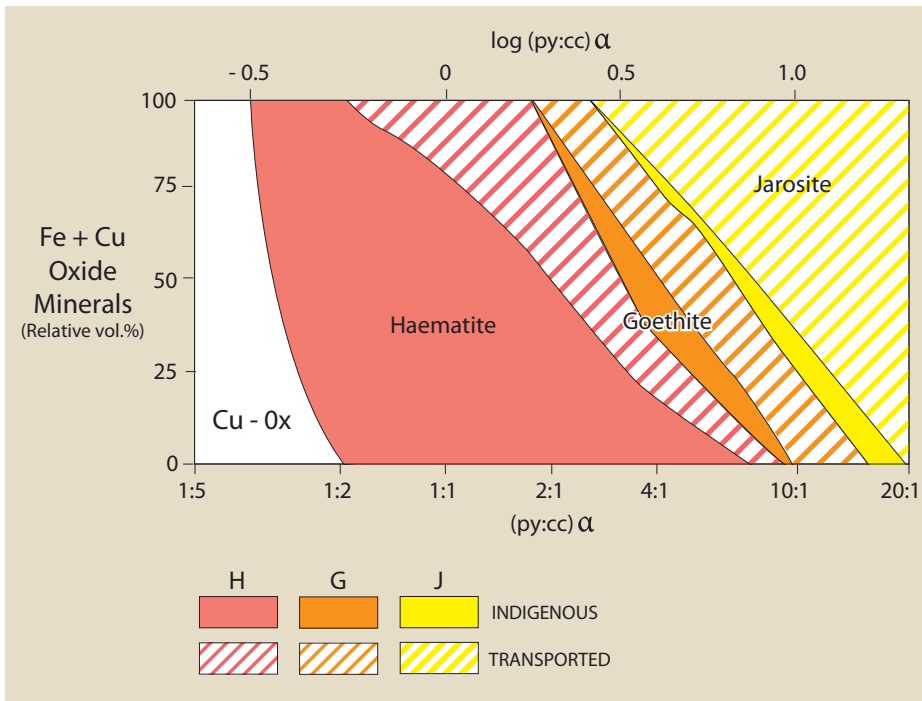 log (py:cc) α
- 0.5 0 0.5 1.0
100
75
50
25
0
Fe + Cu
Oxide
Minerals
(Relative vol.%)
Jarosite
Haematite
Goethite
Cu - 0x
1:5 1:2 1:1 2:1 4:1 10:1 20:1
(py:cc) α
H G J
INDIGENOUS
TRANSPORTED